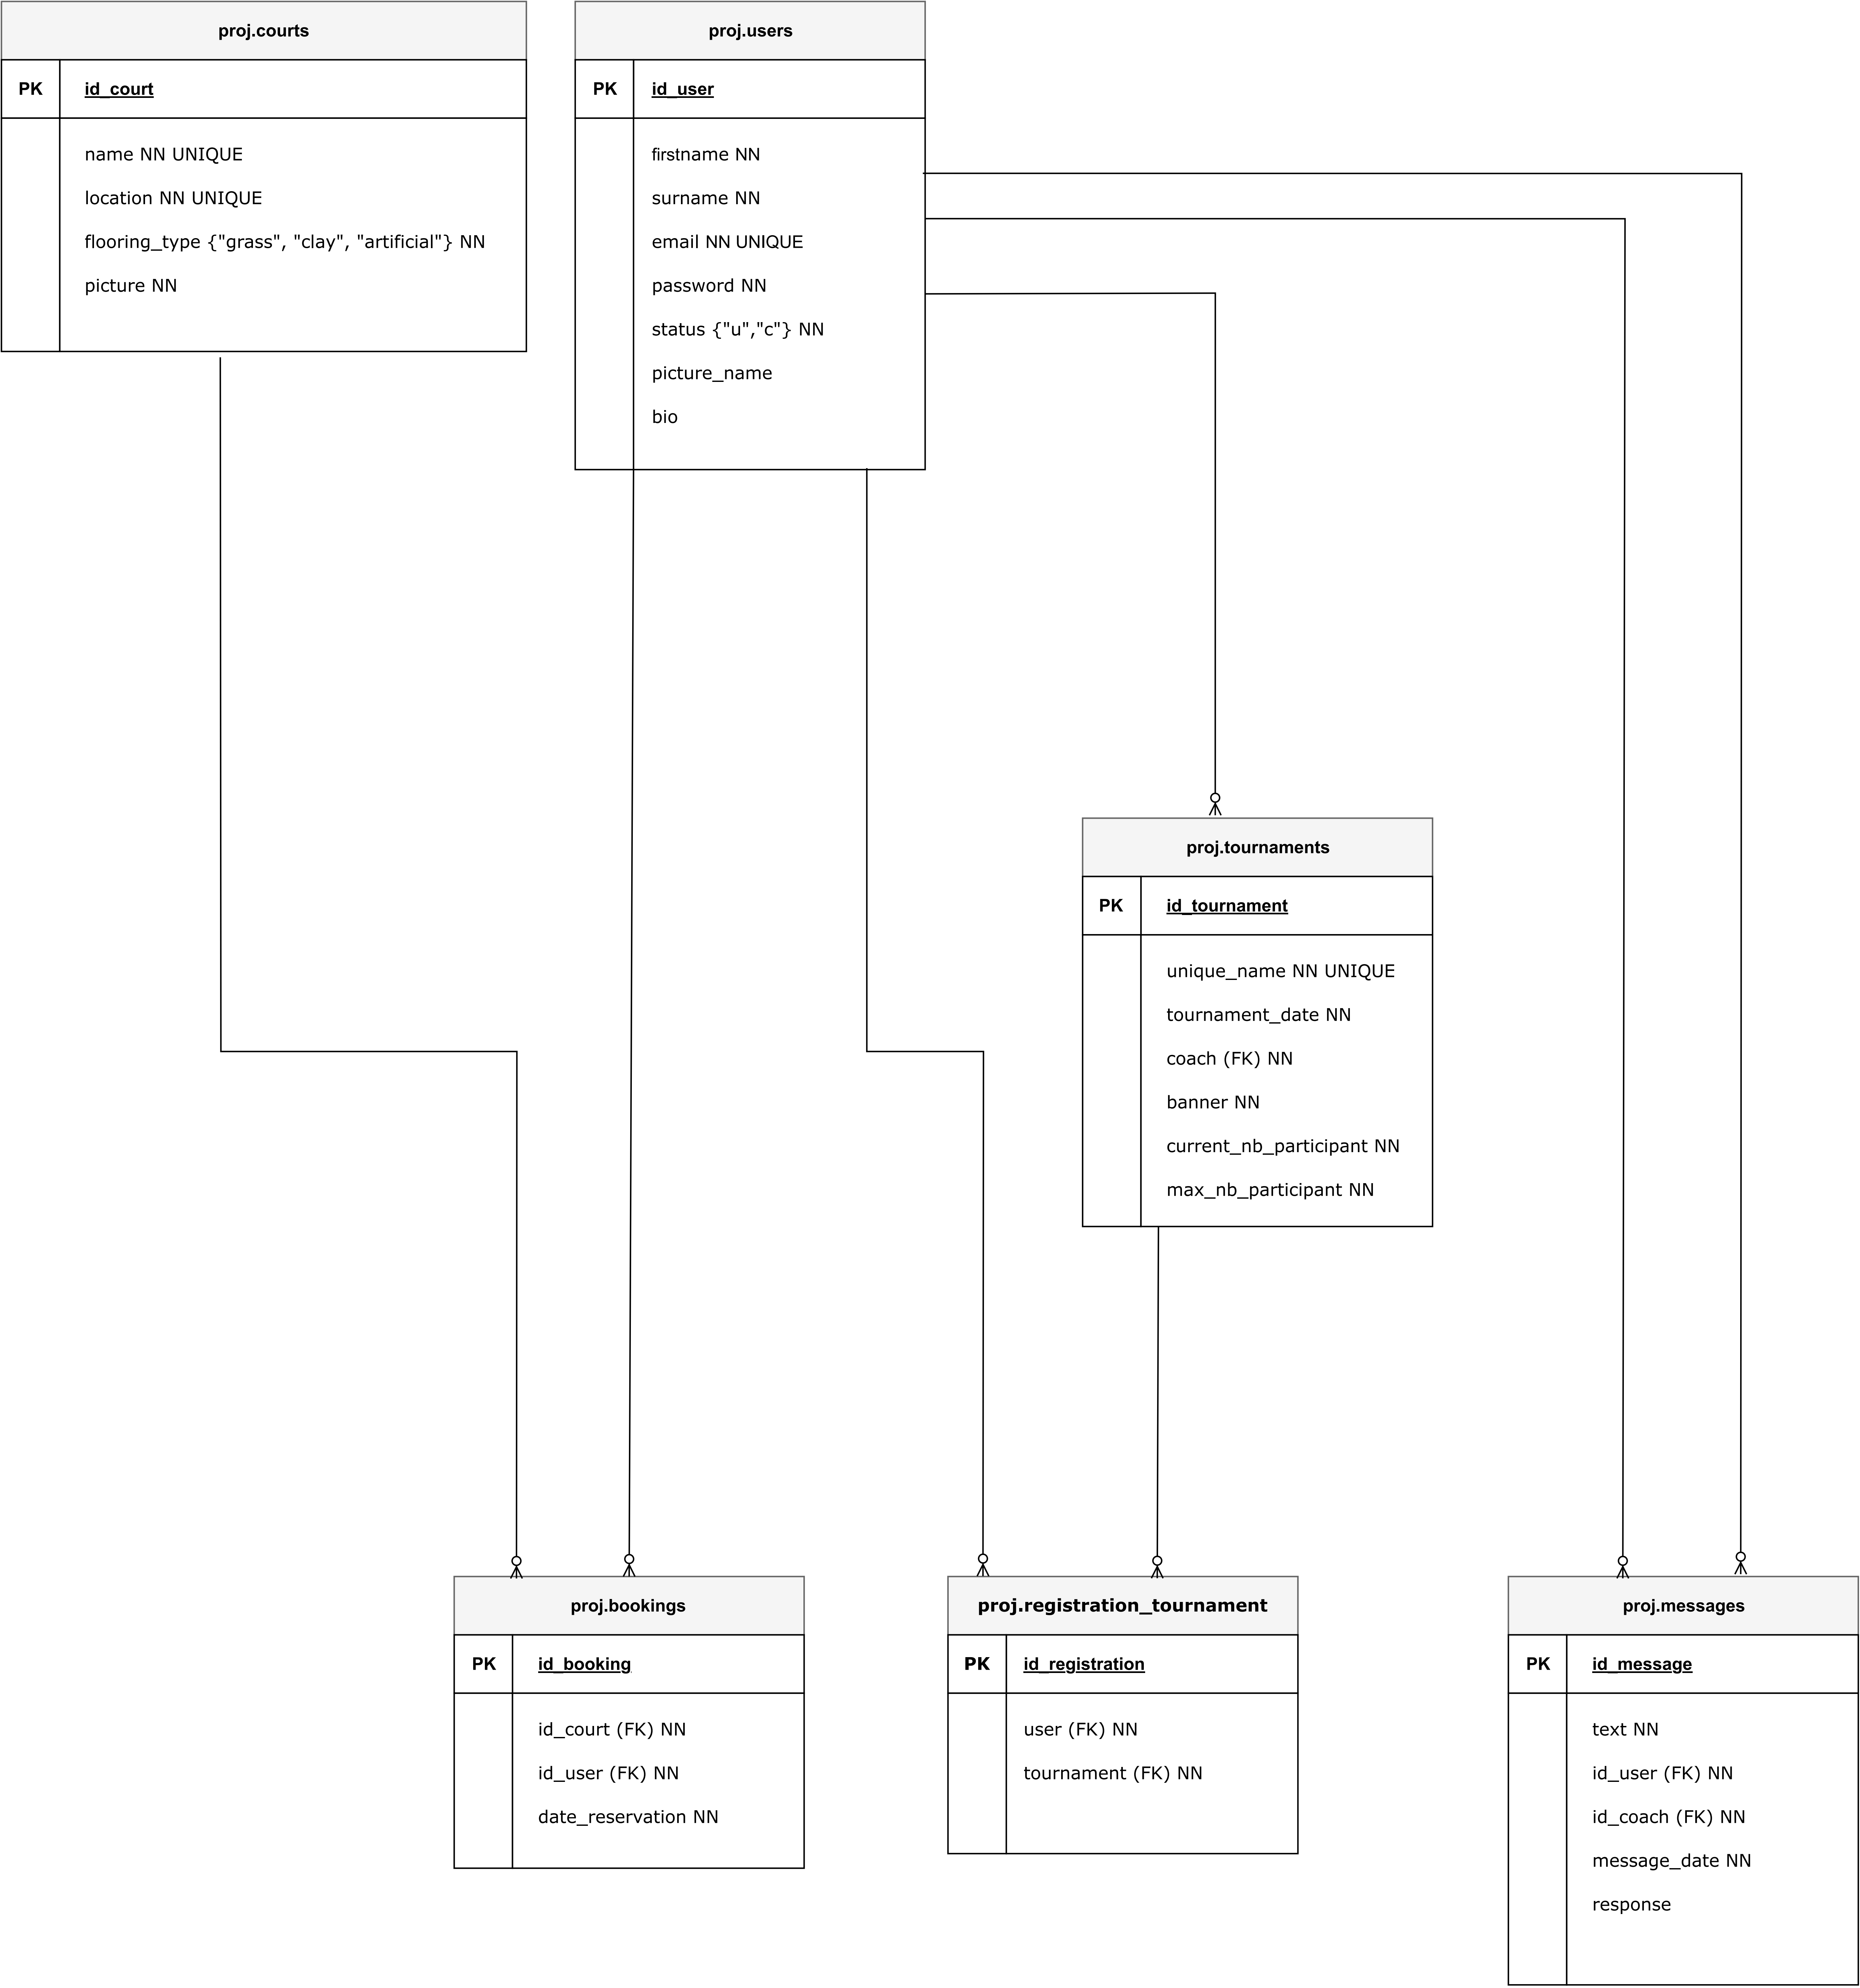 proj.courts
PK id_court
name NN UNIQUE
location NN UNIQUE
flooring_type {"grass", "clay", "artificial"} NN
picture NN
proj.users
PK id_user
firstname NN
surname NN
email NN UNIQUE
password NN
status {"u","c"} NN
picture_name
bio
proj.tournaments
PK id_tournament
unique_name NN UNIQUE
tournament_date NN
coach (FK) NN
banner NN
current_nb_participant NN
max_nb_participant NN
proj.bookings
PK id_booking
id_court (FK) NN
id_user (FK) NN
date_reservation NN
proj.registration_tournament
PK id_registration
user (FK) NN
tournament (FK) NN
proj.messages
PK id_message
text NN
id_user (FK) NN
id_coach (FK) NN
message_date NN
response